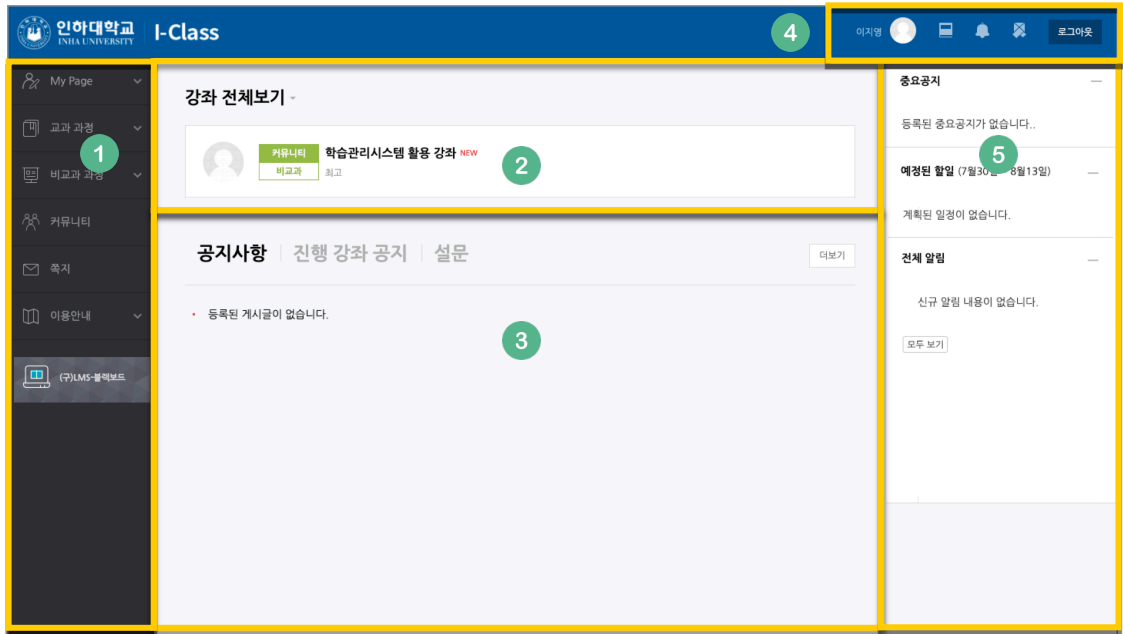 인하대학교
INHA UNIVERSITY
I-Class
4
이지영
로그아웃
My Page
교과 과정
1
비교과 과정
커뮤니티
쪽지
이용안내
(구)LMS-블랙보드
강좌 전체보기
커뮤니티
비교과
학습관리시스템 활용 강좌 NEW
최고
2
공지사항
진행 강좌 공지
설문
더보기
등록된 게시글이 없습니다.
3
중요공지
등록된 중요공지가 없습니다..
5
예정된 할일 (7월30일 8월13일)
계획된 일정이 없습니다.
전체 알림
신규 알림 내용이 없습니다.
모두 보기